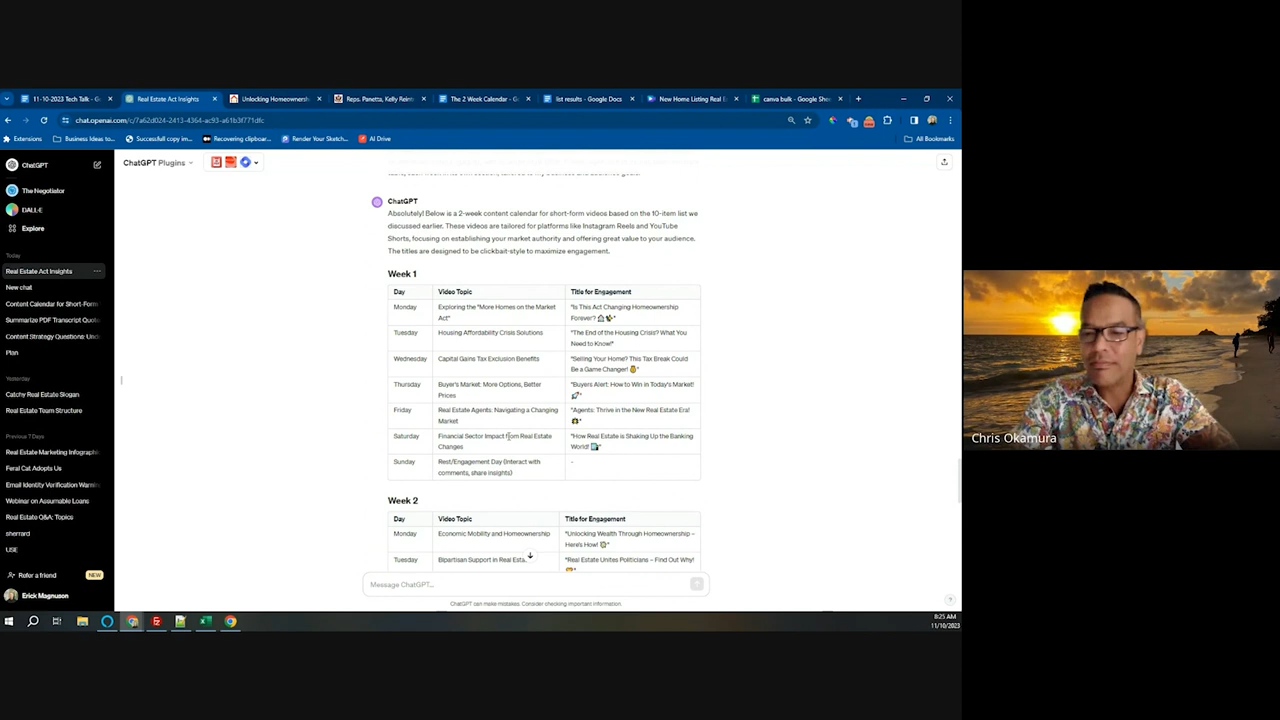 11-10-2023 Tech Talk - G
Real Estate Act Insights
Unlocking Homeownersh
Reps. Panetta, Kelly Rein
The 2 Week Calendar - G
list results - Google Docs
New Home Listing Real E
canva bulk - Google She
chat.openai.com/c/7a62d024-2413-4364-ac93-a61b3f771dfc
Extensions
Business Ideas to...
Successfull copy im...
Recovering clipboar...
Render Your Sketch...
AI Drive
All Bookmarks
ChatGPT
The Negotiator
DALL·E
Explore
Today
Real Estate Act Insights
New chat
Content Calendar for Short-Form
Summarize PDF Transcript Quota
Content Strategy Questions: Unc
Plan
Yesterday
Catchy Real Estate Slogan
Real Estate Team Structure
Previous 7 Days
Real Estate Marketing Infographi
Feral Cat Adopts Us
Email Identity Verification Warnin
Webinar on Assumable Loans
Real Estate Q&A: Topics
sherrard
USE
Refer a friend NEW
Erick Magnuson
ChatGPT Plugins
ChatGPT
Absolutely! Below is a 2-week content calendar for short-form videos based on the 10-item list we
discussed earlier. These videos are tailored for platforms like Instagram Reels and YouTube
Shorts, focusing on establishing your market authority and offering great value to your audience.
The titles are designed to be clickbait-style to maximize engagement.
Week 1
Day Video Topic Title for Engagement
Monday Exploring the "More Homes on the Market "Is This Act Changing Homeownership
Act" Forever? 🏠💸"
Tuesday Housing Affordability Crisis Solutions "The End of the Housing Crisis? What You
Need to Know!"
Wednesday Capital Gains Tax Exclusion Benefits "Selling Your Home? This Tax Break Could
Be a Game Changer! 💰"
Thursday Buyer's Market: More Options, Better "Buyers Alert: How to Win in Today's Market!
Prices 🚀"
Friday Real Estate Agents: Navigating a Changing "Agents: Thrive in the New Real Estate Era!
Market
Saturday Financial Sector Impact from Real Estate "How Real Estate is Shaking Up the Banking
Changes World! 🏦"
Sunday Rest/Engagement Day (Interact with -
comments, share insights)
Week 2
Day Video Topic Title for Engagement
Monday Economic Mobility and Homeownership "Unlocking Wealth Through Homeownership –
Here's How!
Tuesday Bipartisan Support in Real Esta "Real Estate Unites Politicians – Find Out Why!
Message ChatGPT...
ChatGPT can make mistakes. Consider checking important information.
?
8:25 AM
11/10/2023
Chris Okamura